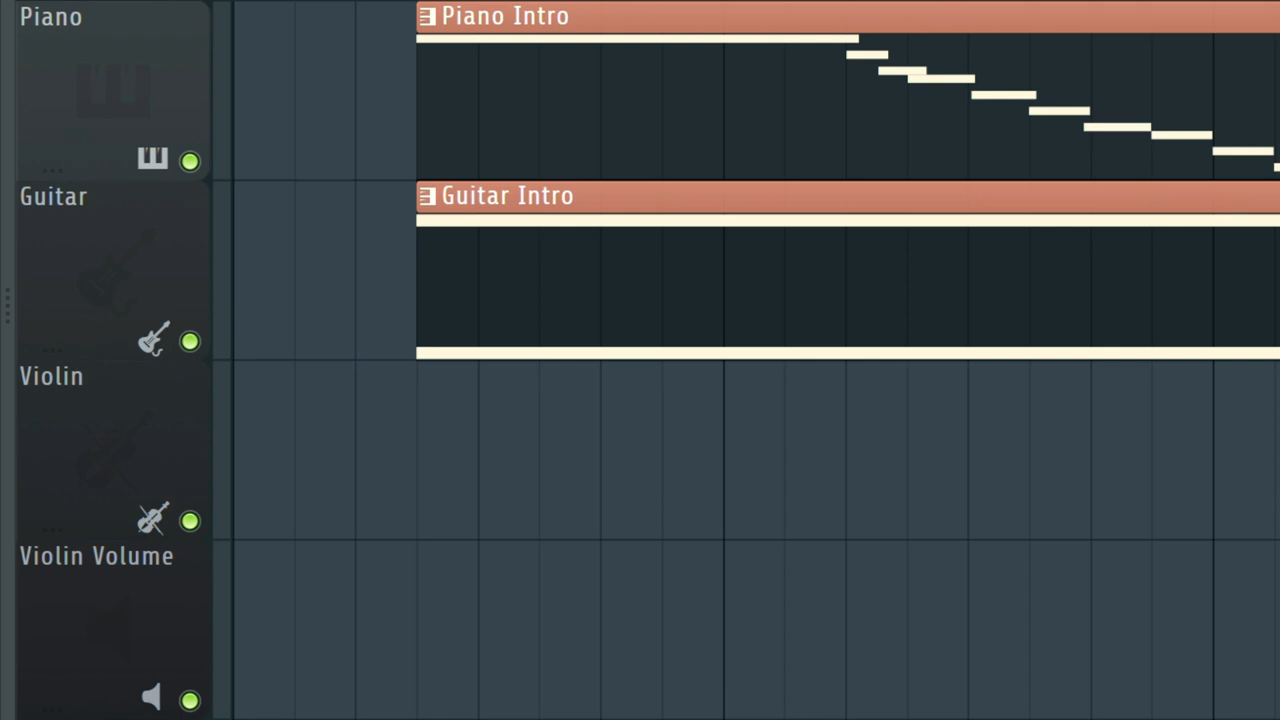 Piano
Piano Intro
Guitar
Guitar Intro
Violin
Violin Volume